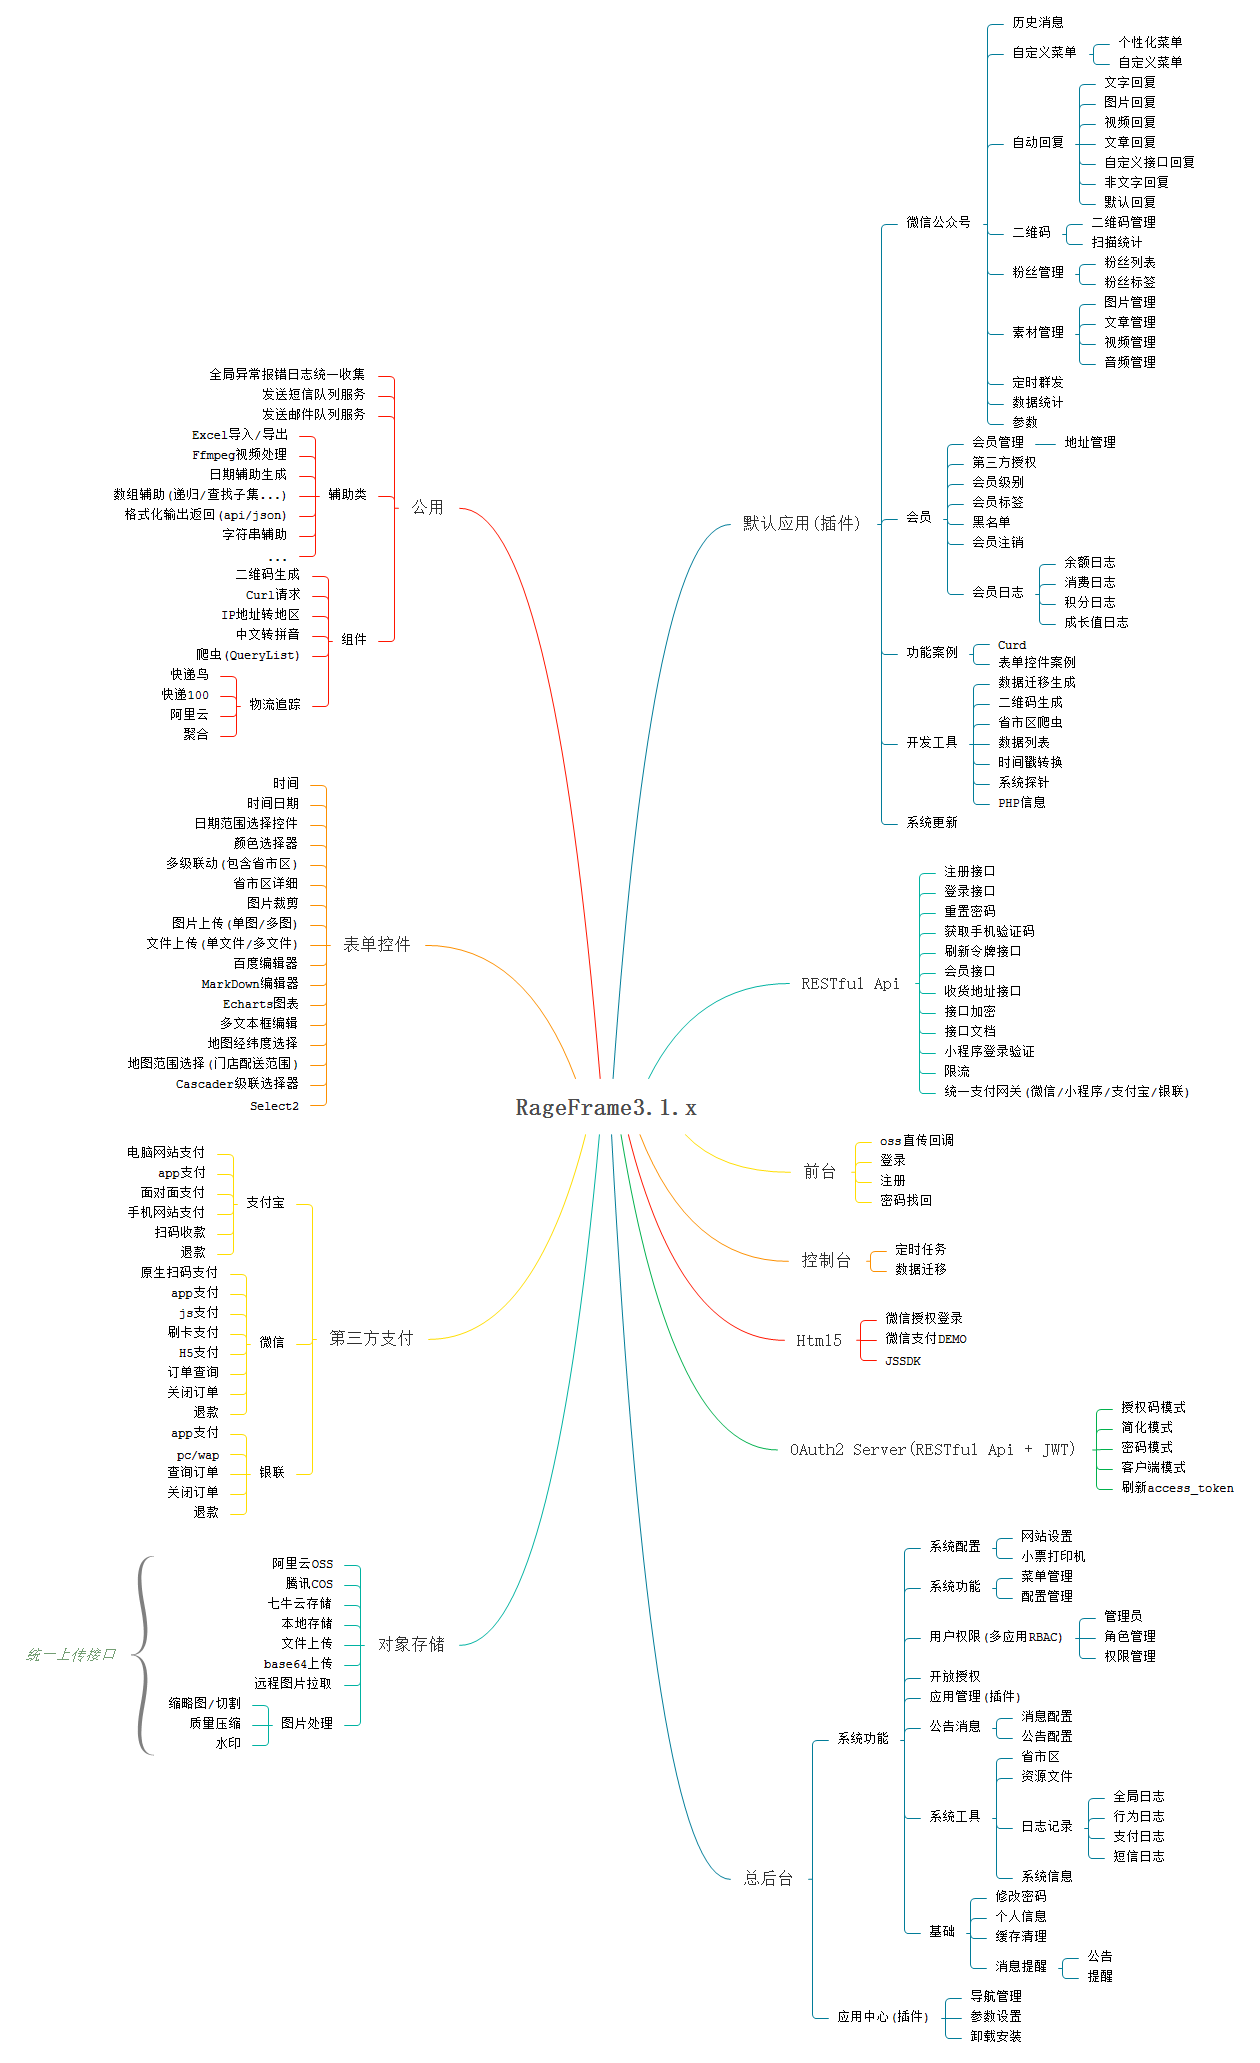 RageFrame3.1.x
默认应用(插件)
微信公众号
历史消息
自定义菜单
个性化菜单
自定义菜单
自动回复
文字回复
图片回复
视频回复
文章回复
自定义接口回复
非文字回复
默认回复
二维码
二维码管理
扫描统计
粉丝管理
粉丝列表
粉丝标签
素材管理
图片管理
文章管理
视频管理
音频管理
定时群发
数据统计
参数
会员
会员管理
地址管理
第三方授权
会员级别
会员标签
黑名单
会员注销
会员日志
余额日志
消费日志
积分日志
成长值日志
功能案例
Curd
表单控件案例
开发工具
数据迁移生成
二维码生成
省市区爬虫
数据列表
时间戳转换
系统探针
PHP信息
系统更新
RESTful Api
注册接口
登录接口
重置密码
获取手机验证码
刷新令牌接口
会员接口
收货地址接口
接口加密
接口文档
小程序登录验证
限流
统一支付网关(微信/小程序/支付宝/银联)
前台
oss直传回调
登录
注册
密码找回
控制台
定时任务
数据迁移
Html5
微信授权登录
微信支付DEMO
JSSDK
OAuth2 Server(RESTful Api + JWT)
授权码模式
简化模式
密码模式
客户端模式
刷新access_token
总后台
系统功能
系统配置
网站设置
小票打印机
系统功能
菜单管理
配置管理
用户权限(多应用RBAC)
管理员
角色管理
权限管理
开放授权
应用管理(插件)
公告消息
消息配置
公告配置
系统工具
省市区
资源文件
日志记录
全局日志
行为日志
支付日志
短信日志
系统信息
基础
修改密码
个人信息
缓存清理
消息提醒
公告
提醒
应用中心(插件)
导航管理
参数设置
卸载安装
公用
全局异常报错日志统一收集
发送短信队列服务
发送邮件队列服务
辅助类
Excel导入/导出
Ffmpeg视频处理
日期辅助生成
数组辅助(递归/查找子集...)
格式化输出返回(api/json)
字符串辅助
...
组件
二维码生成
Curl请求
IP地址转地区
中文转拼音
爬虫(QueryList)
物流追踪
快递鸟
快递100
阿里云
聚合
表单控件
时间
时间日期
日期范围选择控件
颜色选择器
多级联动(包含省市区)
省市区详细
图片裁剪
图片上传(单图/多图)
文件上传(单文件/多文件)
百度编辑器
MarkDown编辑器
Echarts图表
多文本框编辑
地图经纬度选择
地图范围选择(门店配送范围)
Cascader级联选择器
Select2
第三方支付
支付宝
电脑网站支付
app支付
面对面支付
手机网站支付
扫码收款
退款
微信
原生扫码支付
app支付
js支付
刷卡支付
H5支付
订单查询
关闭订单
退款
银联
app支付
pc/wap
查询订单
关闭订单
退款
对象存储
阿里云OSS
腾讯COS
七牛云存储
本地存储
文件上传
base64上传
远程图片拉取
图片处理
缩略图/切割
质量压缩
水印
统一上传接口